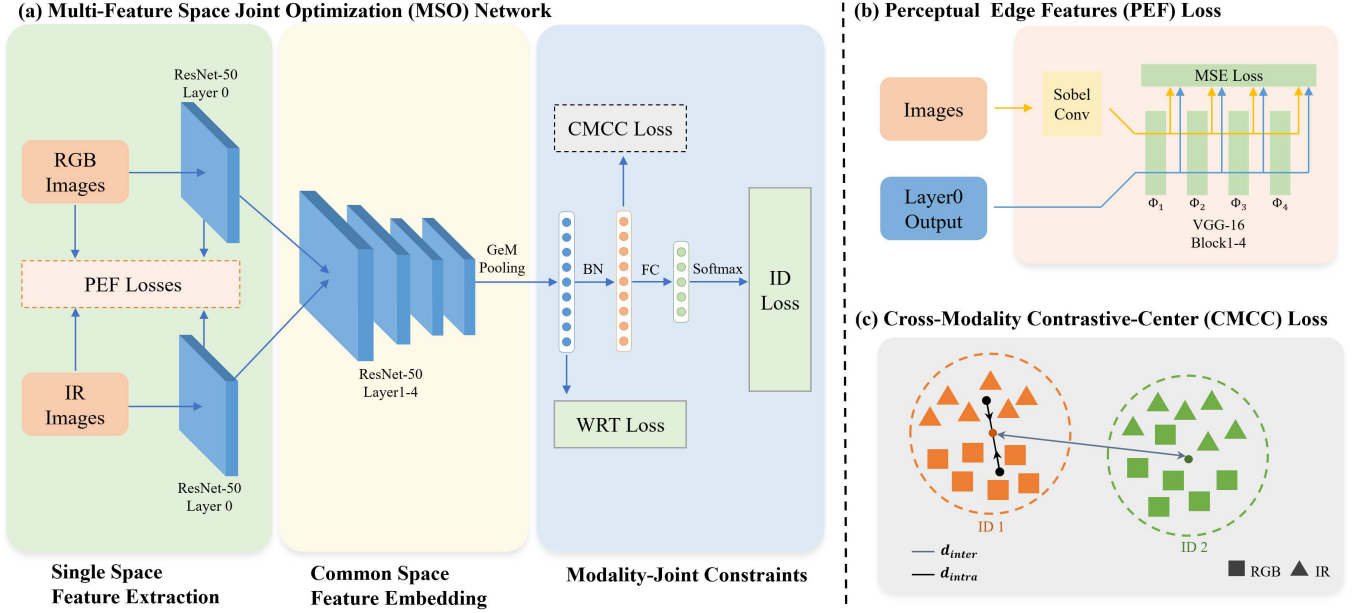 (a) Multi-Feature Space Joint Optimization (MSO) Network
ResNet-50
Layer 0
RGB
Images
PEF Losses
IR
Images
ResNet-50
Layer 0
Single Space
Feature Extraction
ResNet-50
Layer1-4
Common Space
Feature Embedding
GeM
Pooling
CMCC Loss
BN
FC
Softmax
ID
Loss
WRT Loss
Modality-Joint Constraints
(b) Perceptual Edge Features (PEF) Loss
Images
Sobel
Conv
MSE Loss
Layer0
Output
Φ1 Φ2 Φ3 Φ4
VGG-16
Block1-4
(c) Cross-Modality Contrastive-Center (CMCC) Loss
ID 1
ID 2
d_inter
d_intra
RGB IR